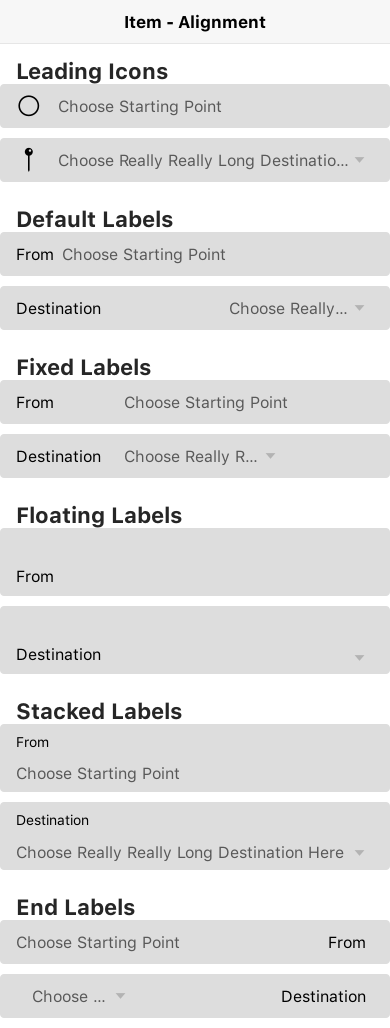 Item - Alignment
Leading Icons
Choose Starting Point
Choose Really Really Long Destinatio...
Default Labels
From Choose Starting Point
Destination Choose Really...
Fixed Labels
From Choose Starting Point
Destination Choose Really R...
Floating Labels
From
Destination
Stacked Labels
From
Choose Starting Point
Destination
Choose Really Really Long Destination Here
End Labels
Choose Starting Point From
Choose ... Destination